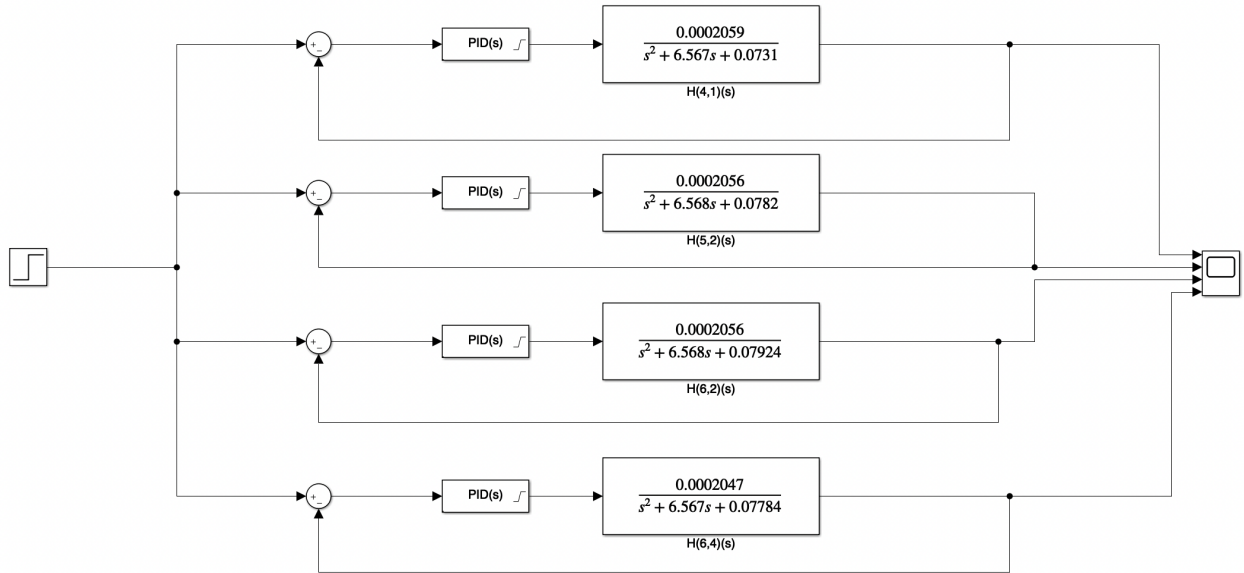 PID(s)
0.0002059
s² + 6.567s + 0.0731
H(4,1)(s)
PID(s)
0.0002056
s² + 6.568s + 0.0782
H(5,2)(s)
PID(s)
0.0002056
s² + 6.568s + 0.07924
H(6,2)(s)
PID(s)
0.0002047
s² + 6.567s + 0.07784
H(6,4)(s)